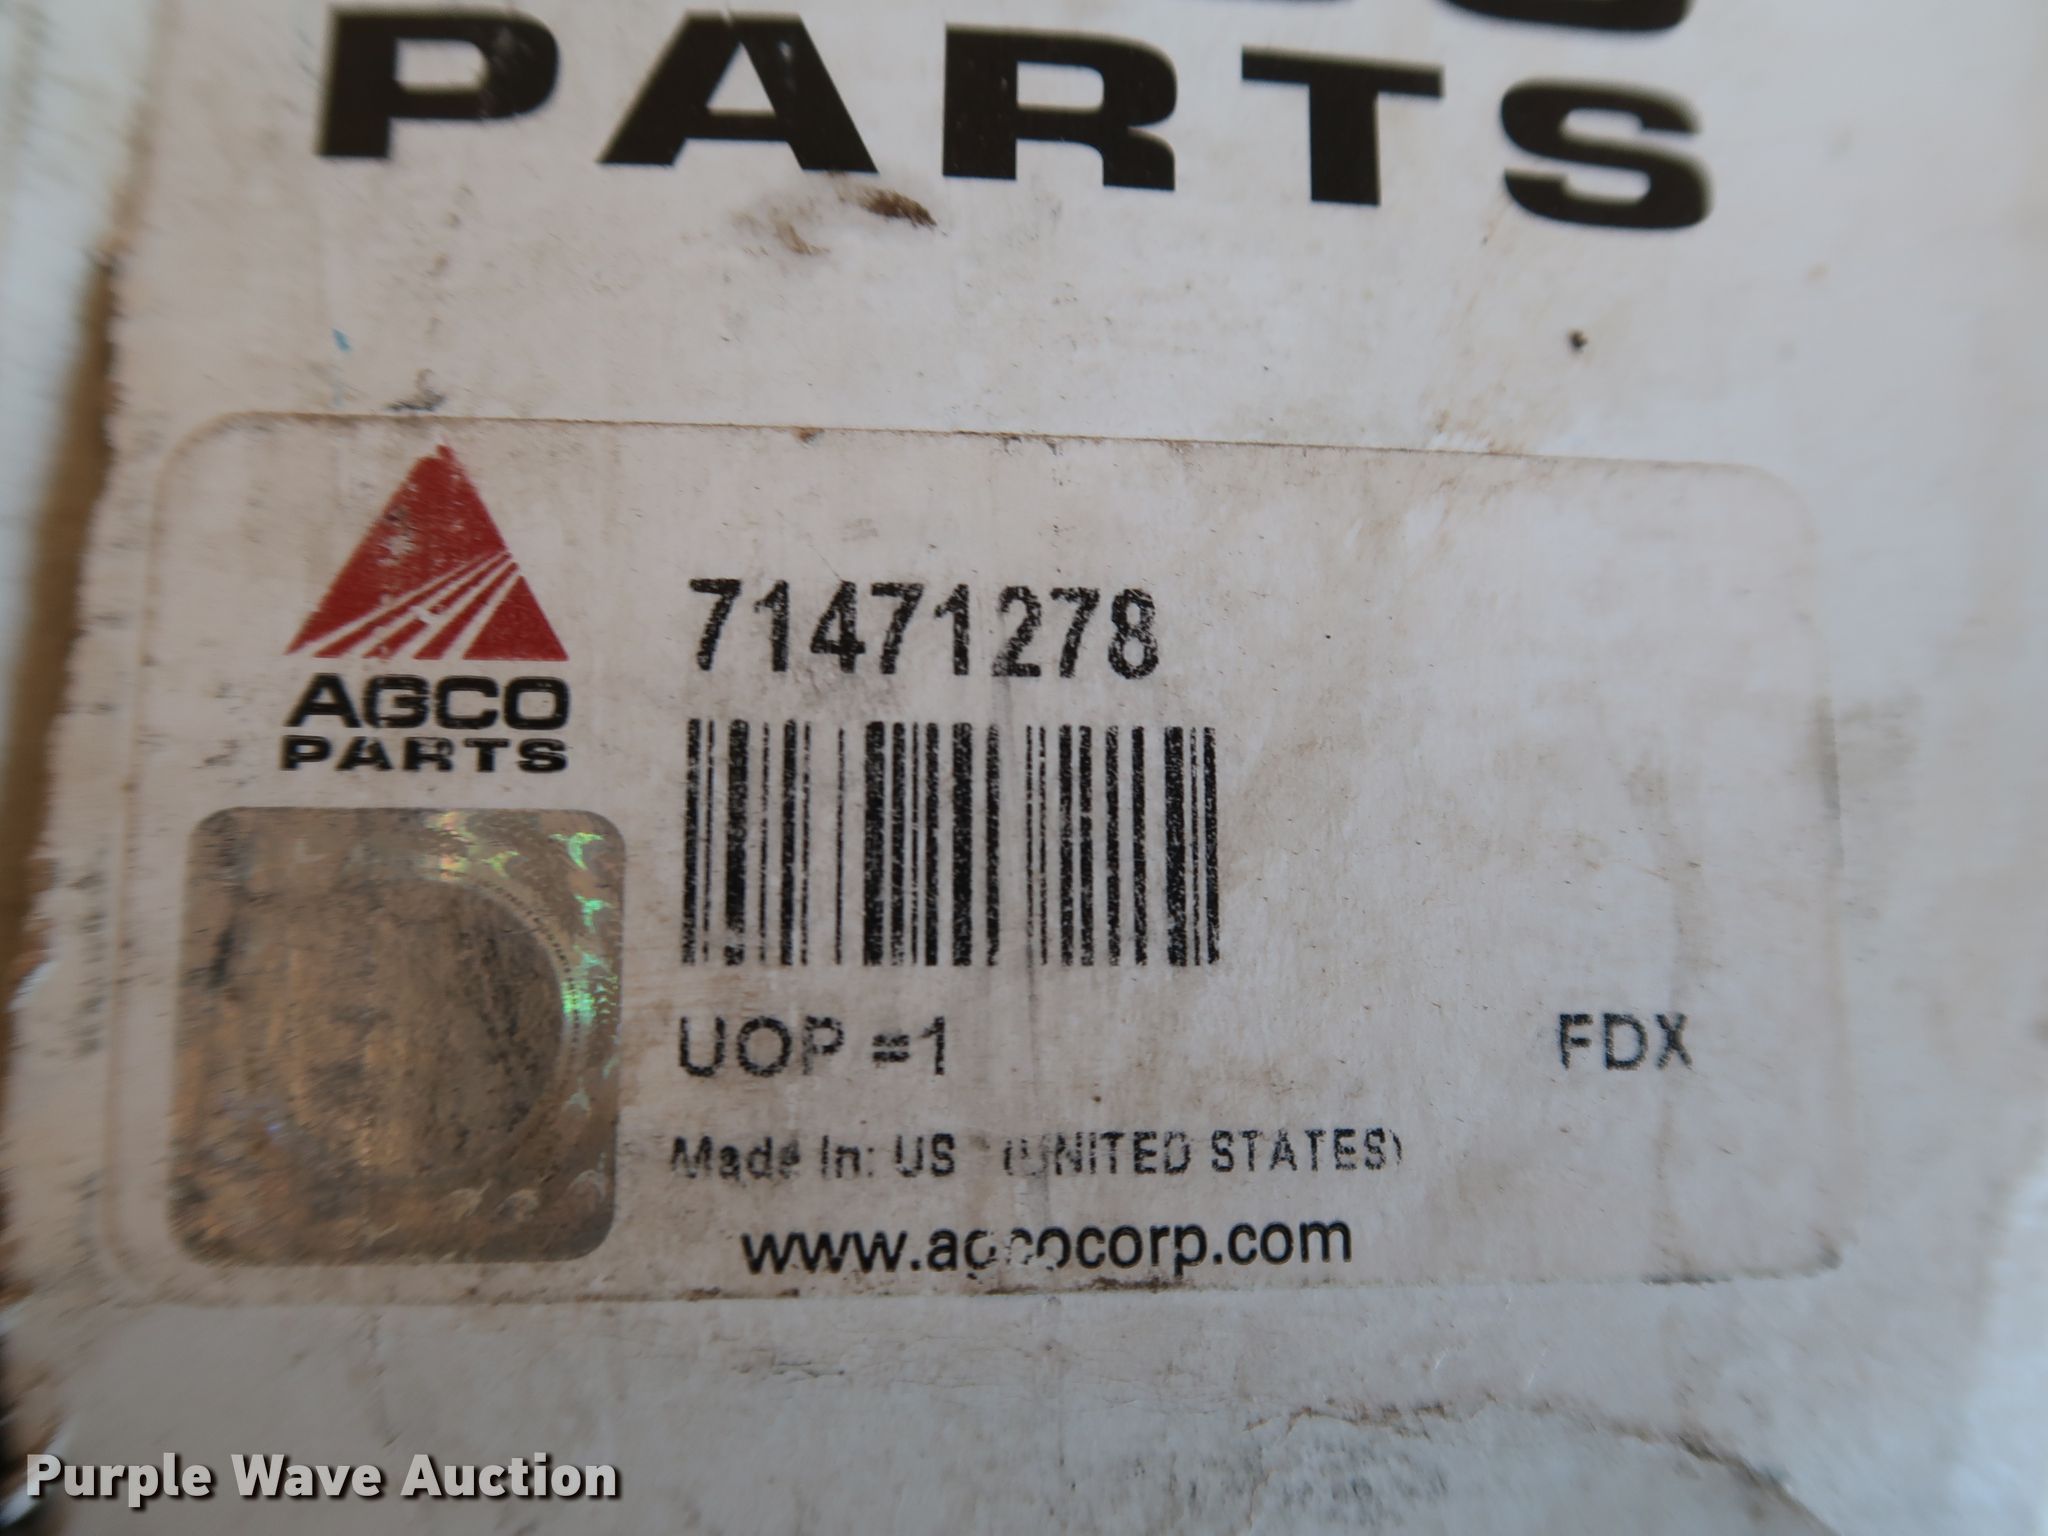 PARTS
AGCO
PARTS
71471278
UOP =1
FDX
Made In: US (UNITED STATES)
www.agcocorp.com
Purple Wave Auction